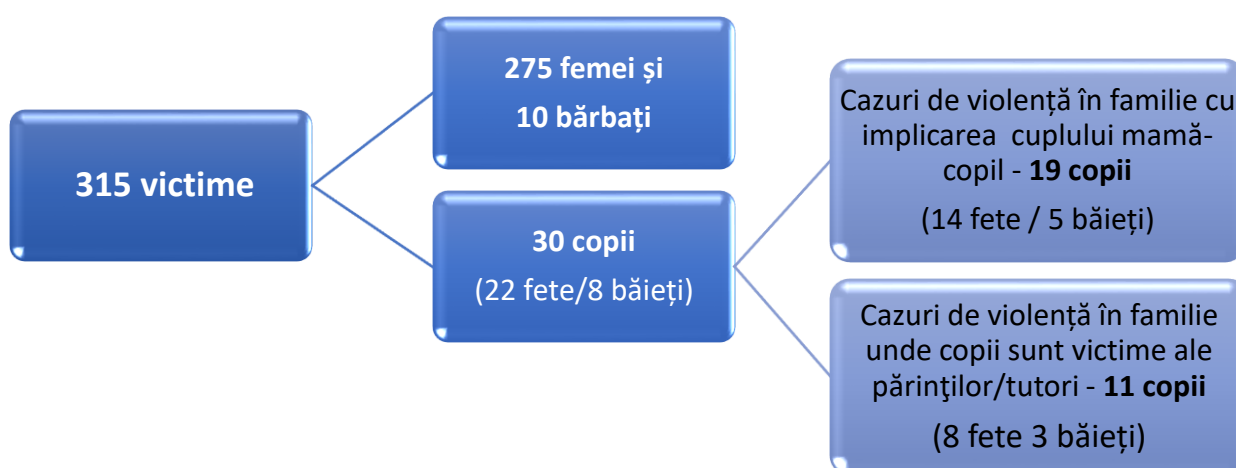 315 victime
275 femei și
10 bărbați
30 copii
(22 fete/8 băieți)
Cazuri de violență în familie cu
implicarea cuplului mamă-
copil - 19 copii
(14 fete / 5 băieți)
Cazuri de violență în familie
unde copii sunt victime ale
părinţilor/tutori - 11 copii
(8 fete 3 băieți)